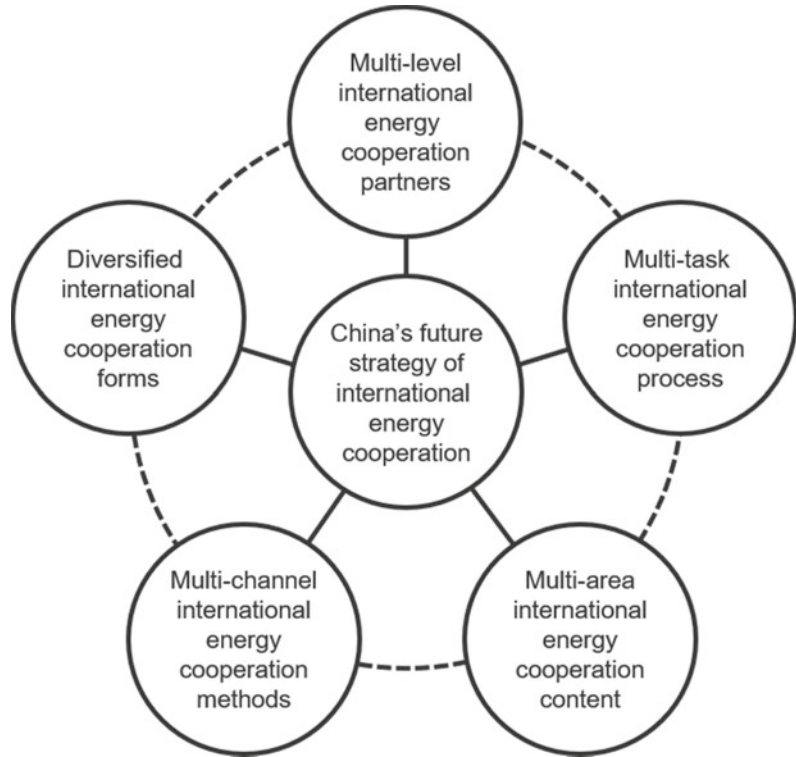 Multi-level
international
energy
cooperation
partners
Diversified
international
energy
cooperation
forms
Multi-task
international
energy
cooperation
process
China's future
strategy of
international
energy
cooperation
Multi-channel
international
energy
cooperation
methods
Multi-area
international
energy
cooperation
content